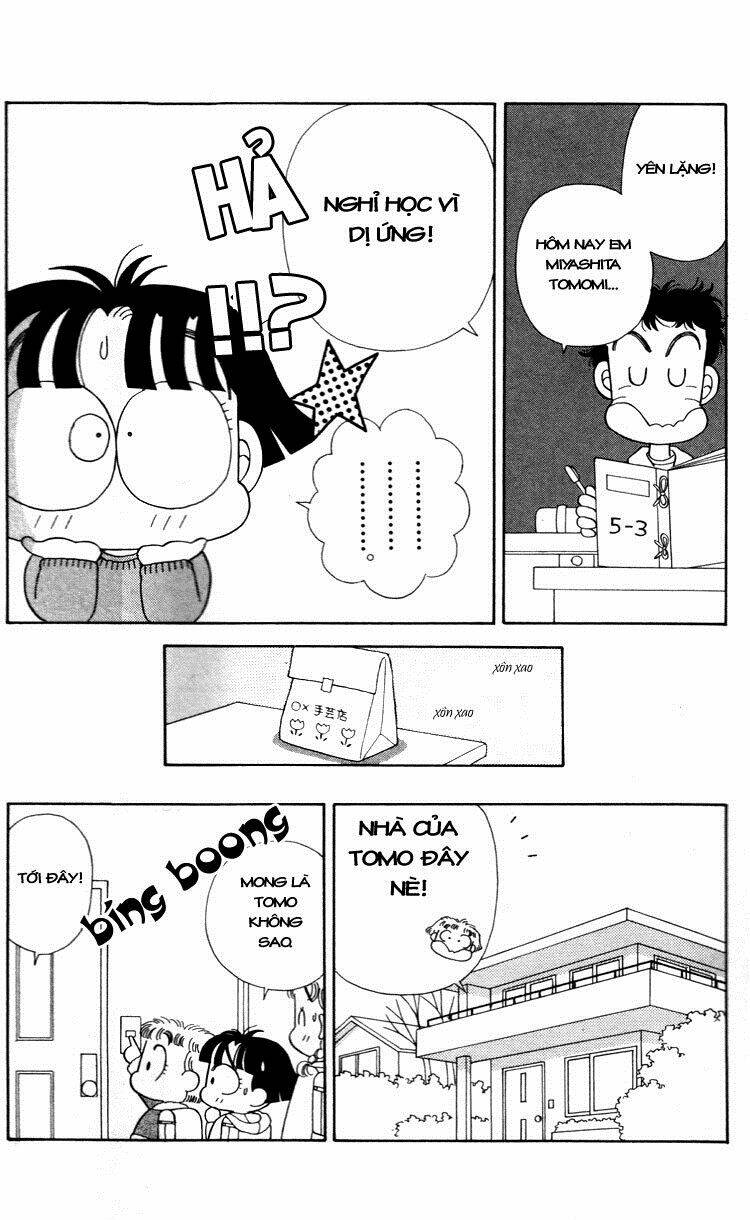 YÊN LẶNG!
HÔM NAY EM
MIYASHITA
TOMOMI...
5-3
NGHỈ HỌC VÌ
DỊ ỨNG!
HẢ
!!?
xôn xao
xôn xao
○× 手芸店
NHÀ CỦA
TOMO ĐÂY
NÈ!
MONG LÀ
TOMO
KHÔNG
SAO.
bính boong
TỚI ĐÂY!